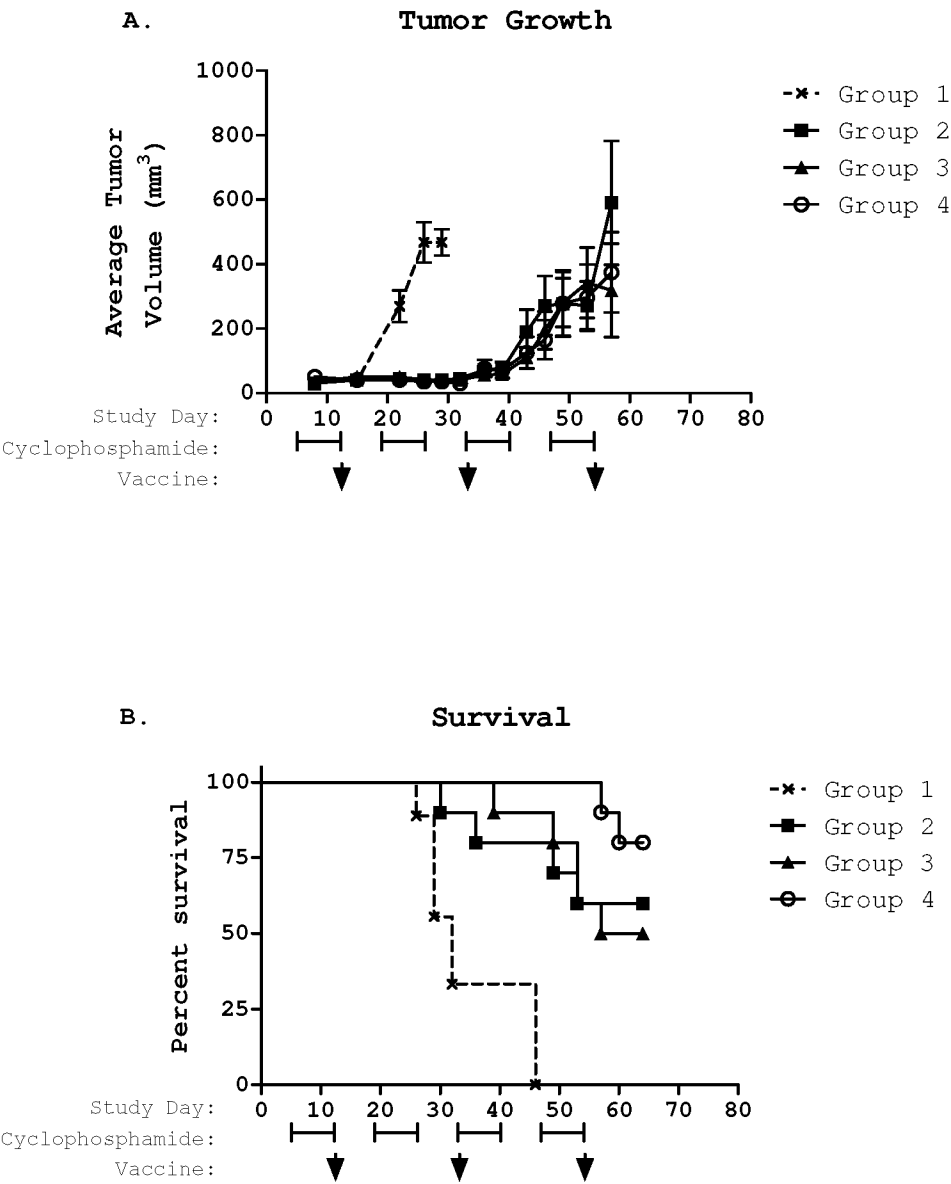 A. Tumor Growth
1000
800
600
400
200
0
Average Tumor
Volume (mm3)
Group 1
Group 2
Group 3
Group 4
0 10 20 30 40 50 60 70 80
Study Day:
Cyclophosphamide:
Vaccine:
B. Survival
100
75
50
25
0
Percent survival
Group 1
Group 2
Group 3
Group 4
0 10 20 30 40 50 60 70 80
Study Day:
Cyclophosphamide:
Vaccine: